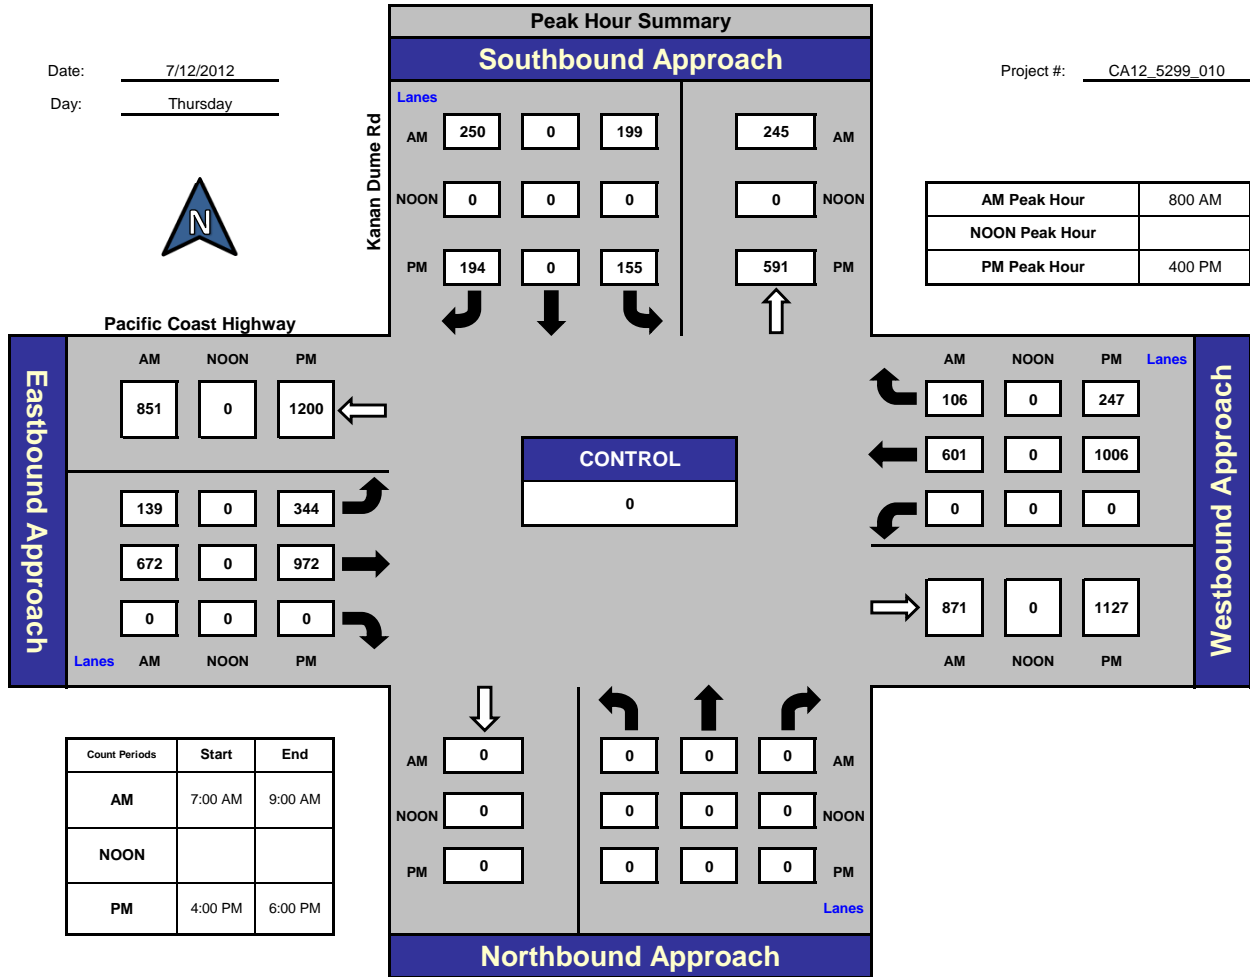 Peak Hour Summary
Southbound Approach
Date: 7/12/2012
Project #: CA12_5299_010
Day: Thursday
Lanes
Kanan Dume Rd
AM 250 0 199 245 AM
NOON 0 0 0 0 NOON
PM 194 0 155 591 PM
N
AM Peak Hour 800 AM
NOON Peak Hour
PM Peak Hour 400 PM
Pacific Coast Highway
Eastbound Approach
AM NOON PM
851 0 1200
139 0 344
672 0 972
0 0 0
Lanes AM NOON PM
CONTROL
0
AM NOON PM Lanes
106 0 247
601 0 1006
0 0 0
871 0 1127
AM NOON PM
Westbound Approach
Count Periods Start End
AM 7:00 AM 9:00 AM
NOON
PM 4:00 PM 6:00 PM
AM 0 0 0 0 AM
NOON 0 0 0 0 NOON
PM 0 0 0 0 PM
Lanes
Northbound Approach